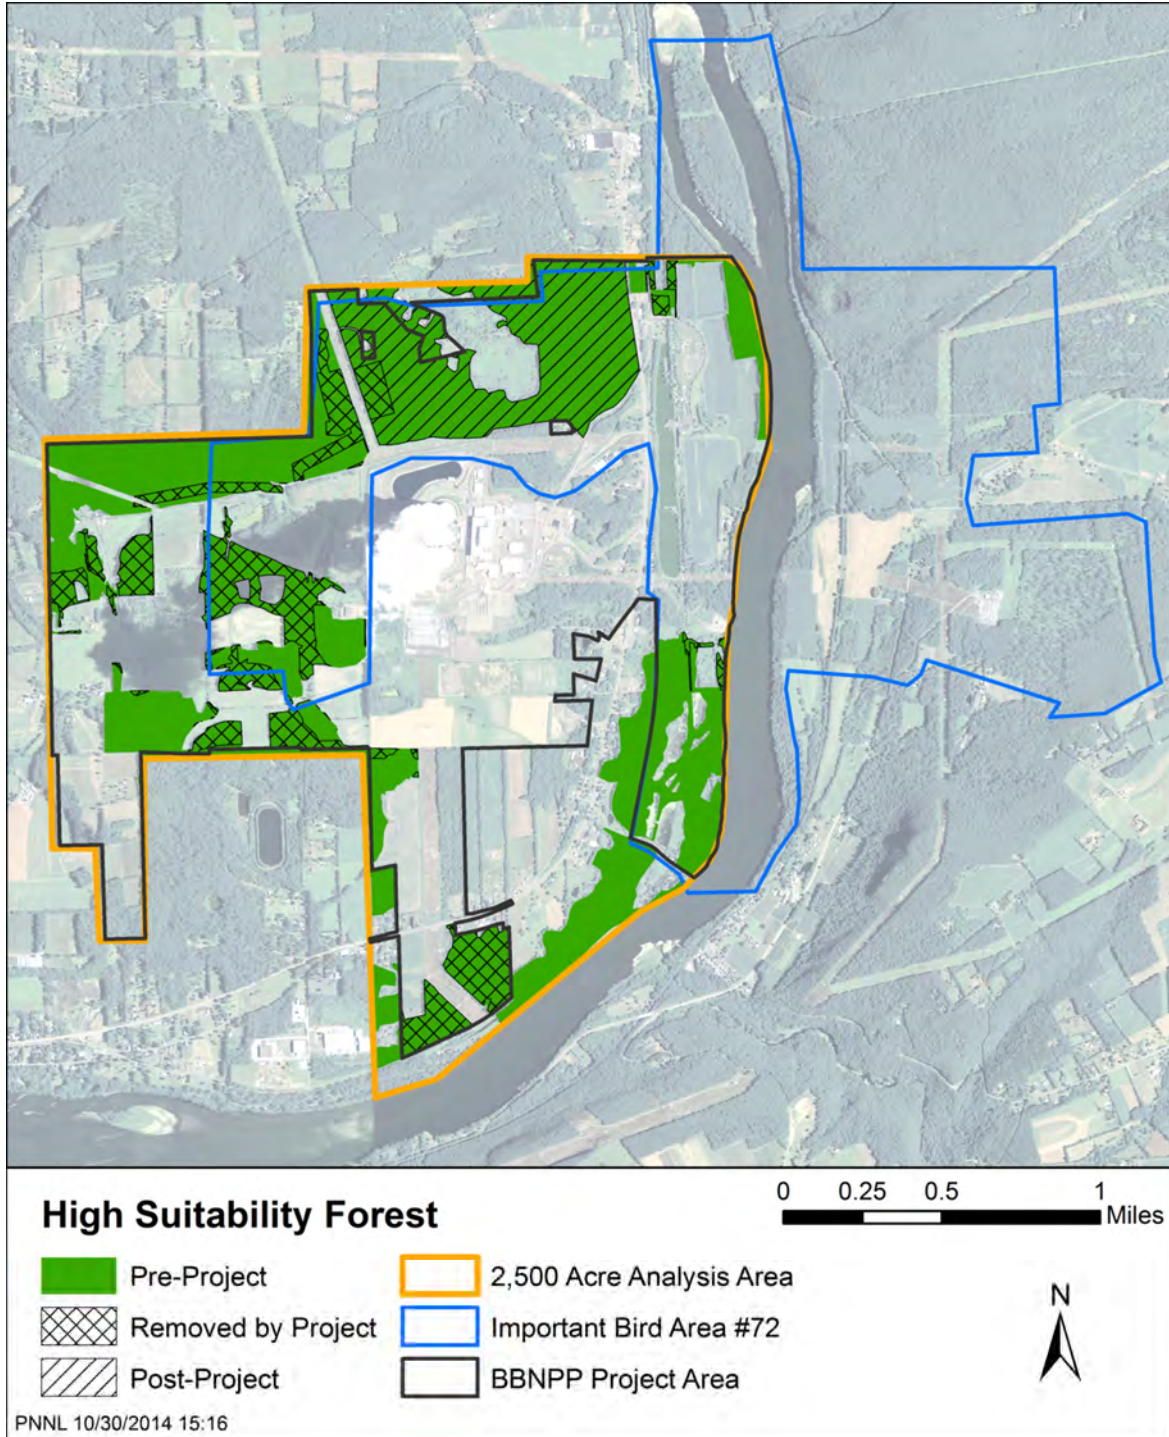 High Suitability Forest
0 0.25 0.5 1
Miles
Pre-Project
2,500 Acre Analysis Area
Removed by Project
Important Bird Area #72
Post-Project
BBNPP Project Area
N
PNNL 10/30/2014 15:16